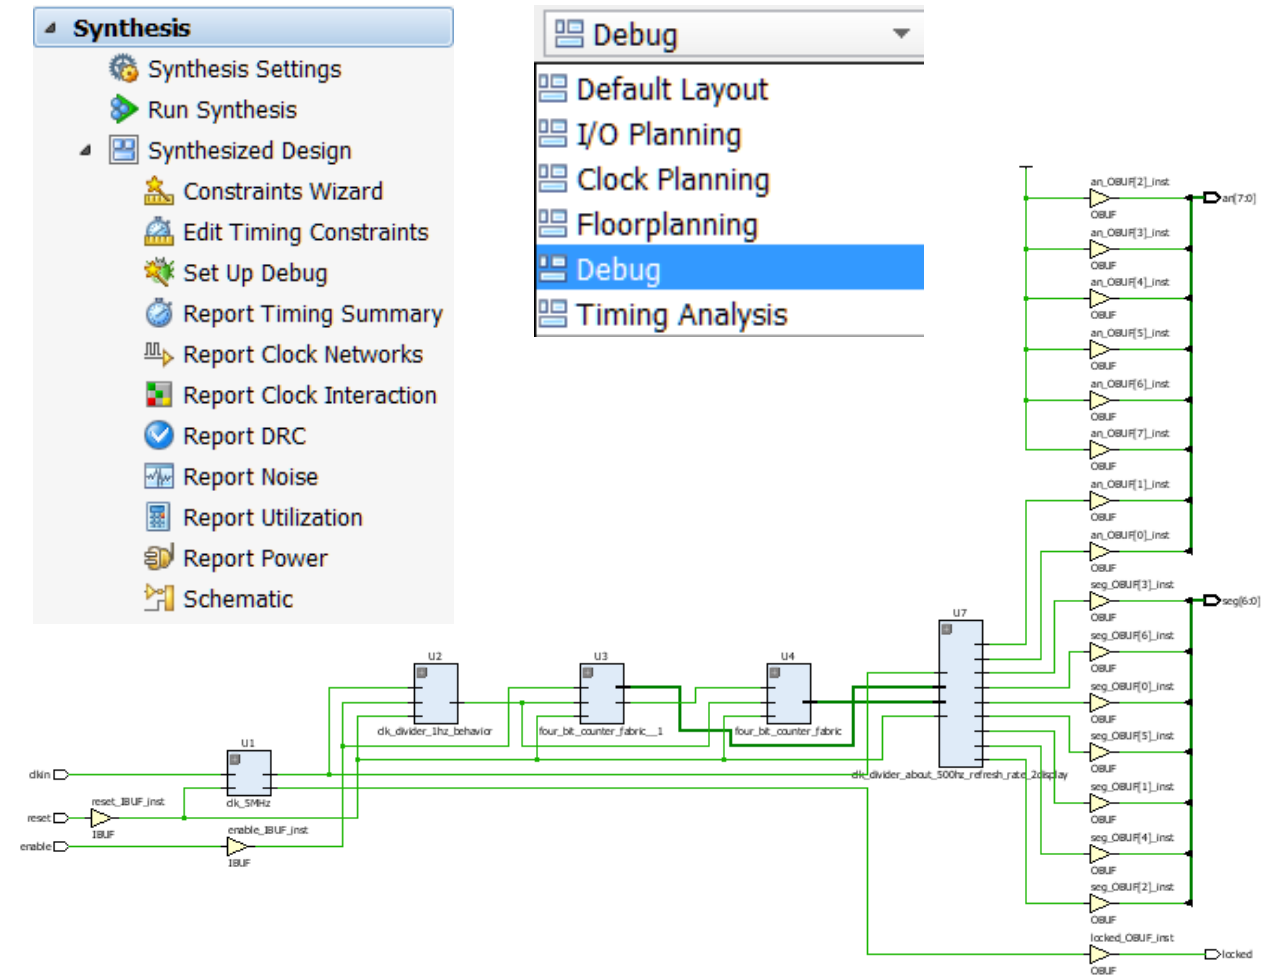 Synthesis
Synthesis Settings
Run Synthesis
Synthesized Design
Constraints Wizard
Edit Timing Constraints
Set Up Debug
Report Timing Summary
Report Clock Networks
Report Clock Interaction
Report DRC
Report Noise
Report Utilization
Report Power
Schematic
Debug
Default Layout
I/O Planning
Clock Planning
Floorplanning
Debug
Timing Analysis
an_OBUF[2]_inst
OBUF
an[7:0]
an_OBUF[3]_inst
OBUF
an_OBUF[4]_inst
OBUF
an_OBUF[5]_inst
OBUF
an_OBUF[6]_inst
OBUF
an_OBUF[7]_inst
OBUF
an_OBUF[1]_inst
OBUF
an_OBUF[0]_inst
OBUF
seg_OBUF[3]_inst
OBUF
seg[6:0]
seg_OBUF[6]_inst
OBUF
seg_OBUF[0]_inst
OBUF
seg_OBUF[5]_inst
OBUF
seg_OBUF[1]_inst
OBUF
seg_OBUF[4]_inst
OBUF
seg_OBUF[2]_inst
OBUF
locked_OBUF_inst
OBUF
locked
U7
clk_divider_about_500hz_refresh_rate_2display
U4
four_bit_counter_fabric
U3
four_bit_counter_fabric__1
U2
clk_divider_1hz_behavior
U1
clk_5MHz
clkin
reset
reset_IBUF_inst
IBUF
enable
enable_IBUF_inst
IBUF